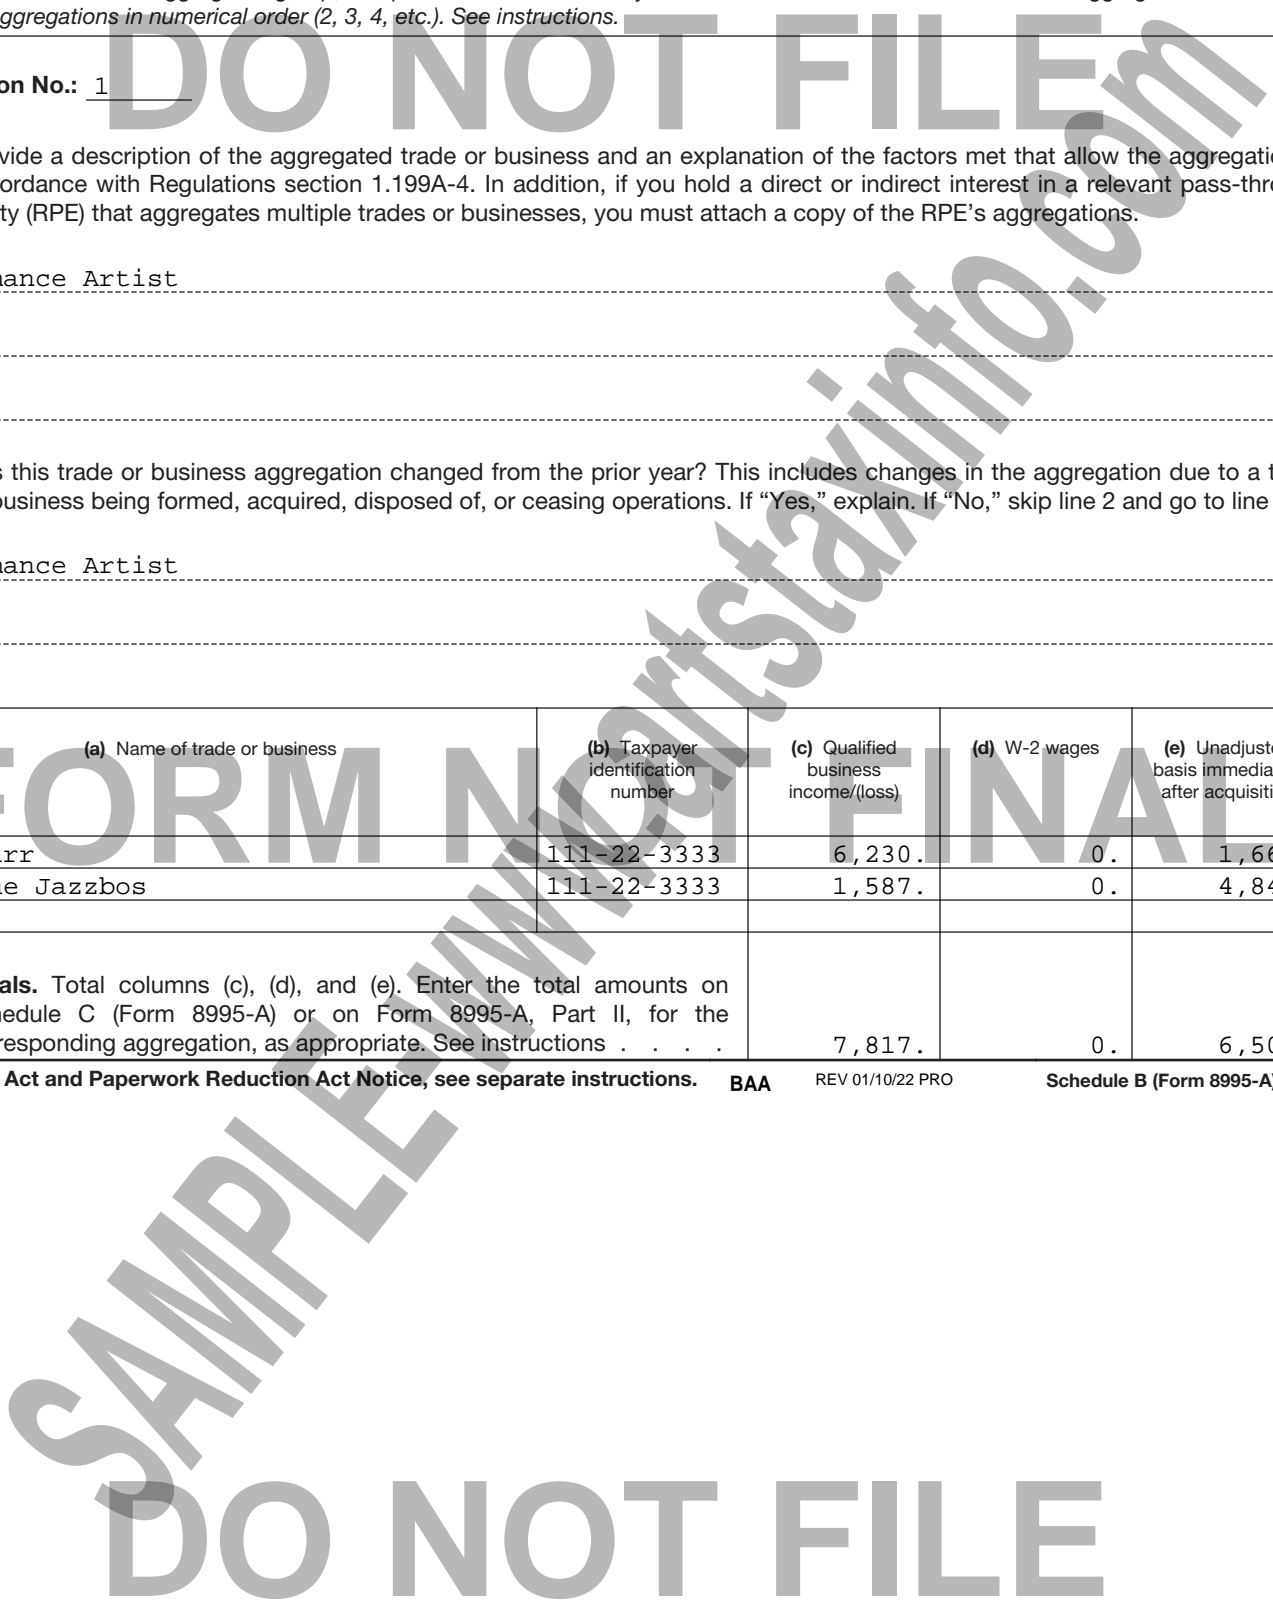 aggregations in numerical order (2, 3, 4, etc.). See instructions.
DO NOT FILE
on No.: 1
vide a description of the aggregated trade or business and an explanation of the factors met that allow the aggregati
ordance with Regulations section 1.199A-4. In addition, if you hold a direct or indirect interest in a relevant pass-thr
ty (RPE) that aggregates multiple trades or businesses, you must attach a copy of the RPE's aggregations.
mance Artist
s this trade or business aggregation changed from the prior year? This includes changes in the aggregation due to a t
business being formed, acquired, disposed of, or ceasing operations. If “Yes,” explain. If “No,” skip line 2 and go to line
mance Artist
(a) Name of trade or business
(b) Taxpayer identification number
(c) Qualified business income/(loss)
(d) W-2 wages
(e) Unadjuste
basis immedia
after acquisiti
FORM NOT FINAL
arr 111-22-3333 6,230. 0. 1,66
ue Jazzbos 111-22-3333 1,587. 0. 4,84
als. Total columns (c), (d), and (e). Enter the total amounts on
hedule C (Form 8995-A) or on Form 8995-A, Part II, for the
responding aggregation, as appropriate. See instructions . . . . 7,817. 0. 6,50
Act and Paperwork Reduction Act Notice, see separate instructions. BAA REV 01/10/22 PRO Schedule B (Form 8995-A)
SAMPLE-www.artstaxinfo.com
DO NOT FILE